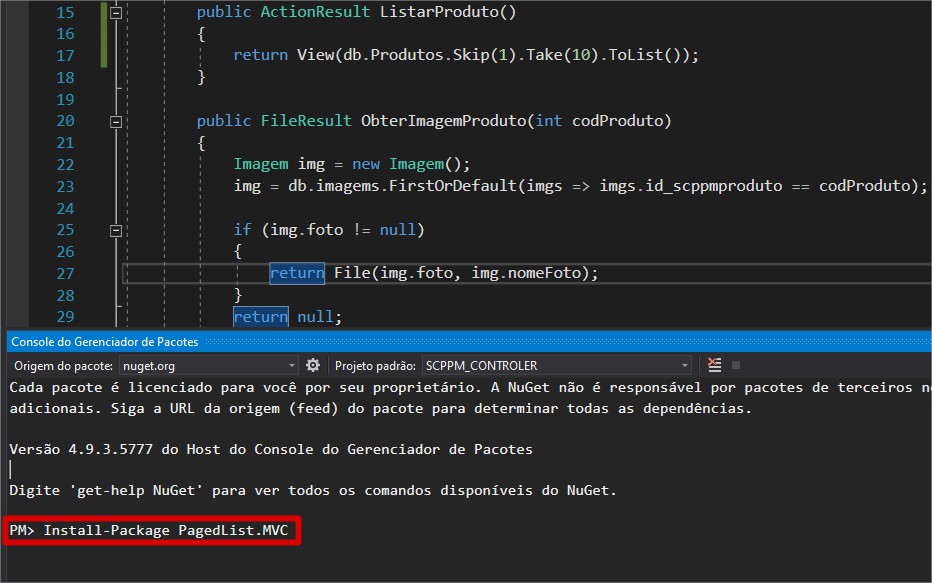 15 public ActionResult ListarProduto()
16 {
17 return View(db.Produtos.Skip(1).Take(10).ToList());
18 }
19
20 public FileResult ObterImagemProduto(int codProduto)
21 {
22 Imagem img = new Imagem();
23 img = db.imagems.FirstOrDefault(imgs => imgs.id_scppmproduto == codProduto);
24
25 if (img.foto != null)
26 {
27 return File(img.foto, img.nomeFoto);
28 }
29 return null;
Console do Gerenciador de Pacotes
Origem do pacote: nuget.org Projeto padrão: SCPPM_CONTROLER
Cada pacote é licenciado para você por seu proprietário. A NuGet não é responsável por pacotes de terceiros n
adicionais. Siga a URL da origem (feed) do pacote para determinar todas as dependências.
Versão 4.9.3.5777 do Host do Console do Gerenciador de Pacotes
Digite 'get-help NuGet' para ver todos os comandos disponíveis do NuGet.
PM> Install-Package PagedList.MVC